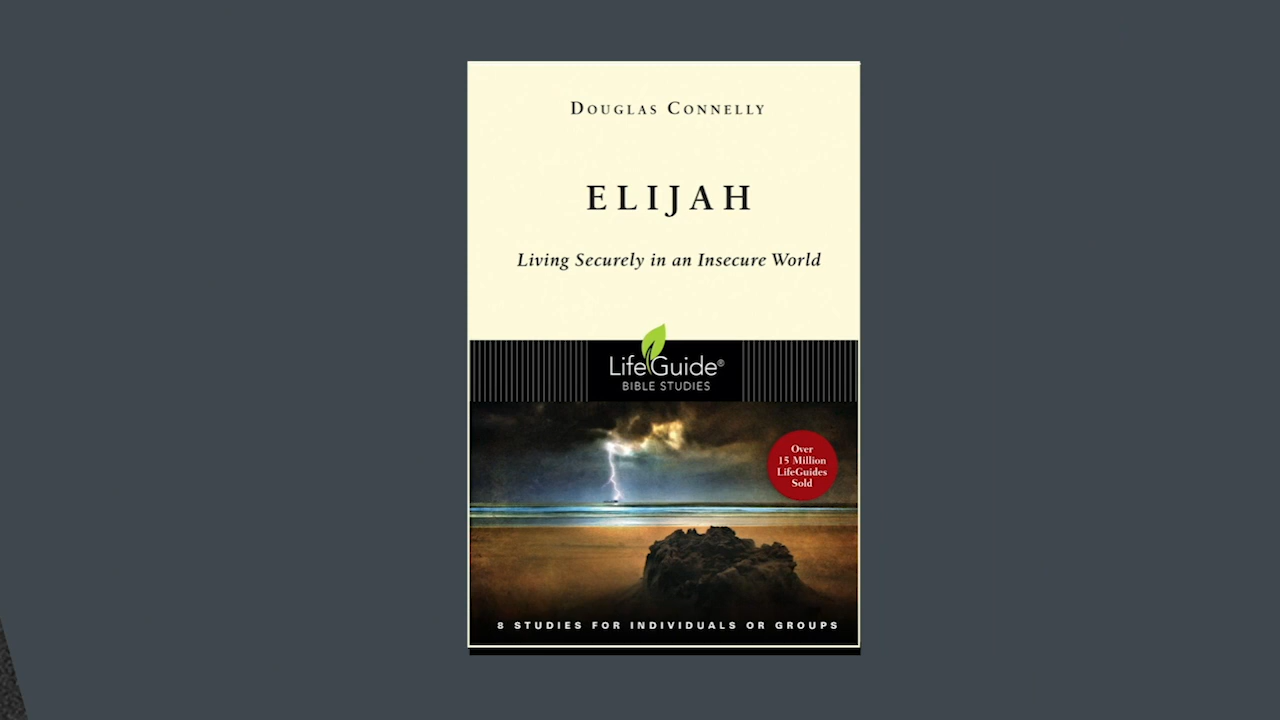 Douglas Connelly
ELIJAH
Living Securely in an Insecure World
LifeGuide®
BIBLE STUDIES
Over
15 Million
LifeGuides
Sold
8 STUDIES FOR INDIVIDUALS OR GROUPS